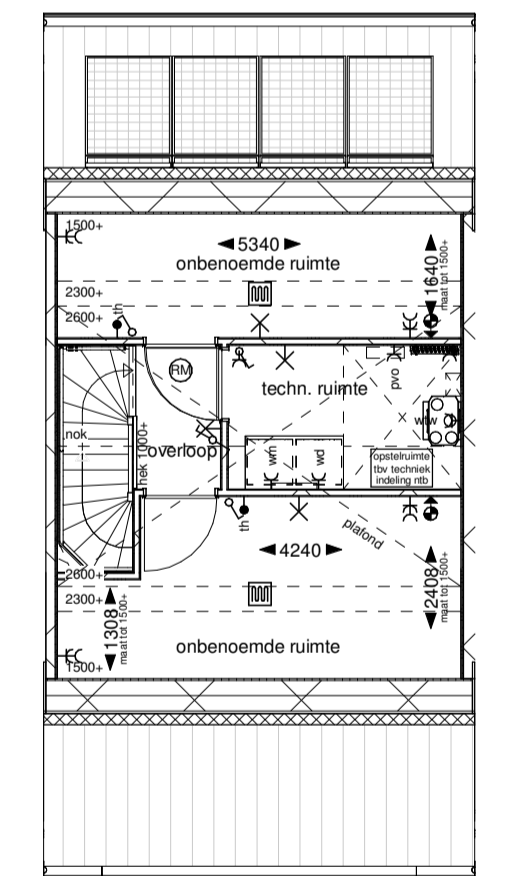 1500+
5340
onbenoemde ruimte
1640
maat tot 1500+
2300+
2600+
th
RM
techn. ruimte
pvo
wtw
nok
hek 1000+
overloop
wm
wd
opstelruimte
tbv techniek
indeling ntb
th
plafond
4240
2600+
2300+
1308
maat tot 1500+
2408
maat tot 1500+
onbenoemde ruimte
1500+